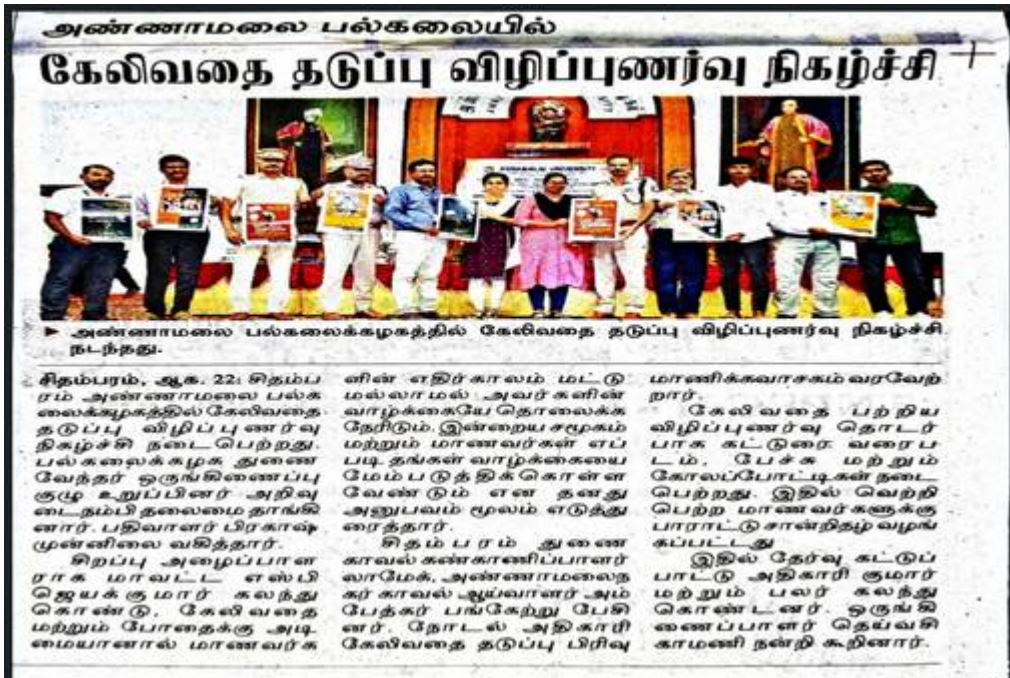 அண்ணாமலை பல்கலையில்
கேலிவதை தடுப்பு விழிப்புணர்வு நிகழ்ச்சி
அண்ணாமலை பல்கலைக்கழகத்தில் கேலிவதை தடுப்பு விழிப்புணர்வு நிகழ்ச்சி
நடந்தது.
சிதம்பரம், ஆக. 22: சிதம்ப
ரம் அண்ணாமலை பல்க
லைக்கழகத்தில் கேலிவதை
தடுப்பு விழிப்புணர்வு
நிகழ்ச்சி நடைபெற்றது.
பல்கலைக்கழக துணை
வேந்தர் ஒருங்கிணைப்பு
குழு உறுப்பினர் அறிவு
டைநம்பி தலைமை தாங்கி
னார். பதிவாளர் பிரகாஷ்
முன்னிலை வகித்தார்.
சிறப்பு அழைப்பாள
ராக மாவட்ட எஸ்பி
ஜெயக்குமார் கலந்து
கொண்டு, கேலிவதை
மற்றும் போதைக்கு அடி
மையானால் மாணவர்க
ளின் எதிர்காலம் மட்டு
மல்லாமல் அவர்களின்
வாழ்க்கையே தொலைக்க
நேரிடும். இன்றைய சமூகம்
மற்றும் மாணவர்கள் எப்
படி தங்கள் வாழ்க்கையை
மேம்படுத்திக்கொள்ள
வேண்டும் என தனது
அனுபவம் மூலம் எடுத்து
ரைத்தார்.
சிதம்பரம் துணை
காவல் கண்காணிப்பாளர்
லாமேக், அண்ணாமலைந
கர் காவல் ஆய்வாளர் அம்
பேத்கர் பங்கேற்று பேசி
னர். நோடல் அதிகாரி
கேலிவதை தடுப்பு பிரிவு
மாணிக்கவாசகம் வரவேற்
றார்.
கேலிவதை பற்றிய
விழிப்புணர்வு தொடர்
பாக கட்டுரை வரைப
டம், பேச்சு மற்றும்
கோலப்போட்டிகள் நடை
பெற்றது. இதில் வெற்றி
பெற்ற மாணவர்களுக்கு
பாராட்டு சான்றிதழ் வழங்
கப்பட்டது
இதில் தேர்வு கட்டுப்
பாட்டு அதிகாரி குமார்
மற்றும் பலர் கலந்து
கொண்டனர். ஒருங்கி
ணைப்பாளர் தெய்வசி
காமணி நன்றி கூறினார்.